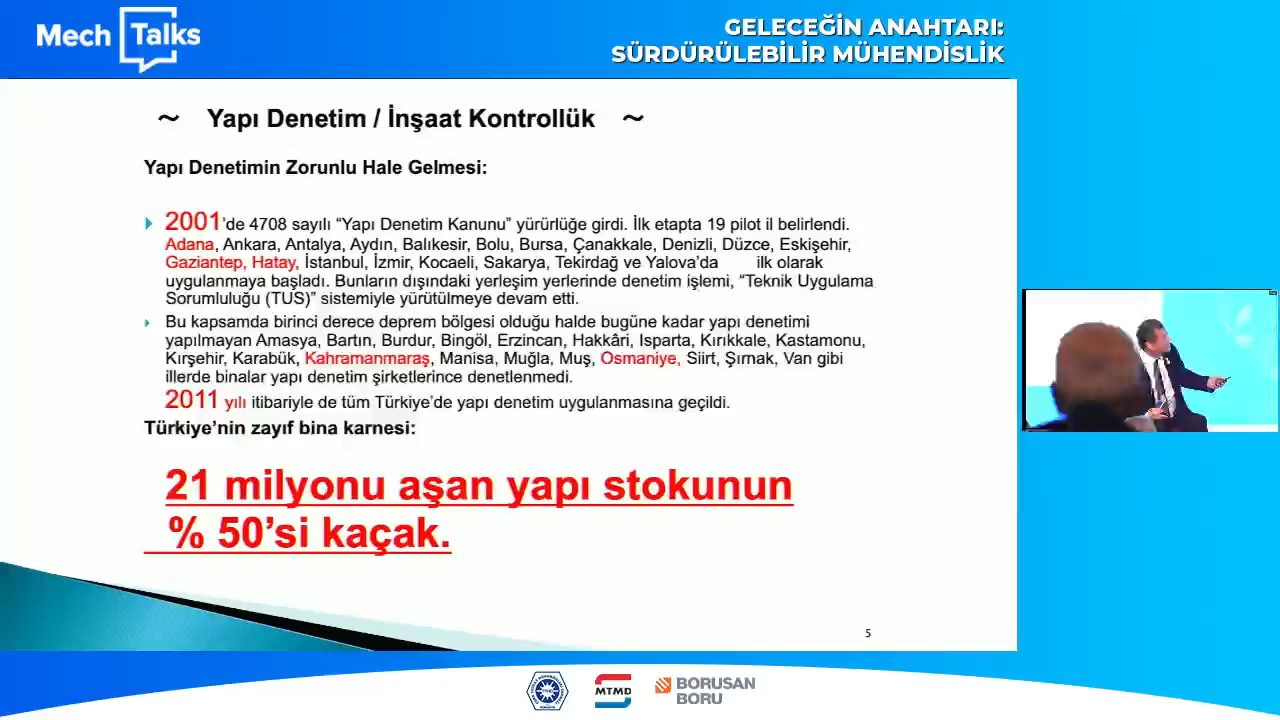 Mech Talks
GELECEĞİN ANAHTARI:
SÜRDÜRÜLEBİLİR MÜHENDİSLİK
~ Yapı Denetim / İnşaat Kontrollük ~
Yapı Denetimin Zorunlu Hale Gelmesi:
2001'de 4708 sayılı “Yapı Denetim Kanunu” yürürlüğe girdi. İlk etapta 19 pilot il belirlendi.
Adana, Ankara, Antalya, Aydın, Balıkesir, Bolu, Bursa, Çanakkale, Denizli, Düzce, Eskişehir,
Gaziantep, Hatay, İstanbul, İzmir, Kocaeli, Sakarya, Tekirdağ ve Yalova’da ilk olarak
uygulanmaya başladı. Bunların dışındaki yerleşim yerlerinde denetim işlemi, “Teknik Uygulama
Sorumluluğu (TUS)” sistemiyle yürütülmeye devam etti.
Bu kapsamda birinci derece deprem bölgesi olduğu halde bugüne kadar yapı denetimi
yapılmayan Amasya, Bartın, Burdur, Bingöl, Erzincan, Hakkâri, Isparta, Kırıkkale, Kastamonu,
Kırşehir, Karabük, Kahramanmaraş, Manisa, Muğla, Muş, Osmaniye, Siirt, Şırnak, Van gibi
illerde binalar yapı denetim şirketlerince denetlenmedi.
2011 yılı itibariyle de tüm Türkiye’de yapı denetim uygulanmasına geçildi.
Türkiye’nin zayıf bina karnesi:
21 milyonu aşan yapı stokunun
% 50’si kaçak.
5
MTMD
BORUSAN
BORU